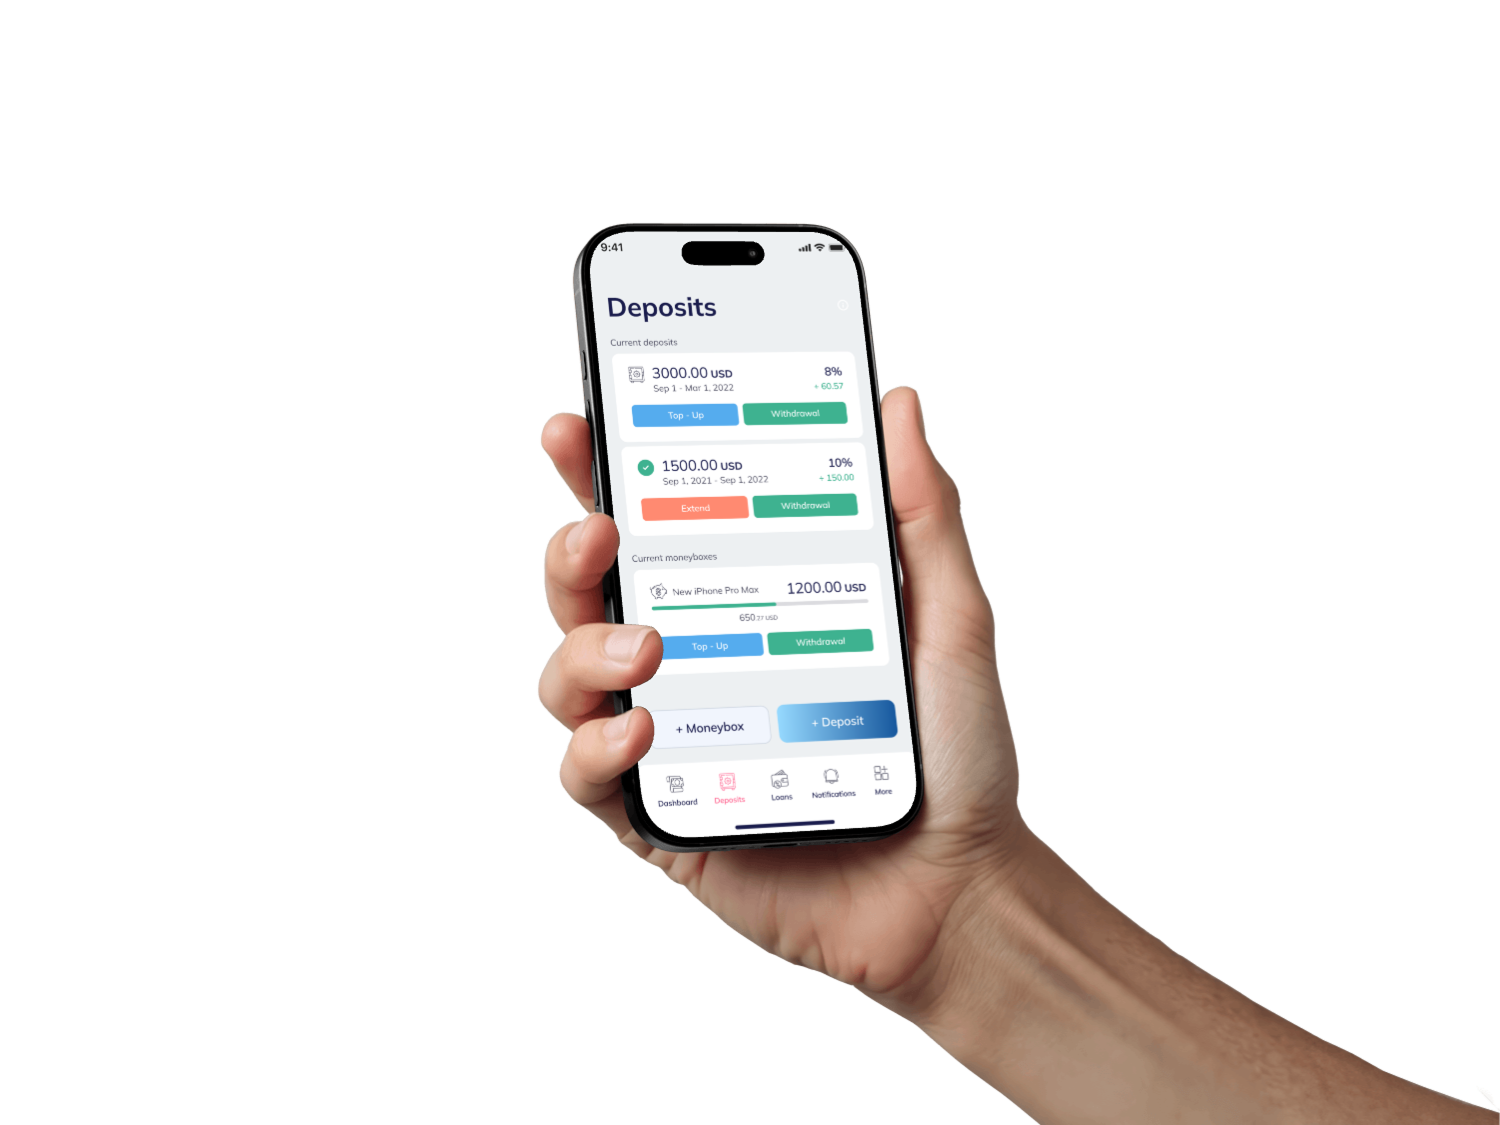 9:41
Deposits
Current deposits
3000.00 USD
8%
Sep 1 - Mar 1, 2022
+ 60.57
Top - Up
Withdrawal
1500.00 USD
10%
Sep 1, 2021 - Sep 1, 2022
+ 150.00
Extend
Withdrawal
Current moneyboxes
New iPhone Pro Max
1200.00 USD
650.27 USD
Top - Up
Withdrawal
+ Moneybox
+ Deposit
Dashboard
Deposits
Loans
Notifications
More